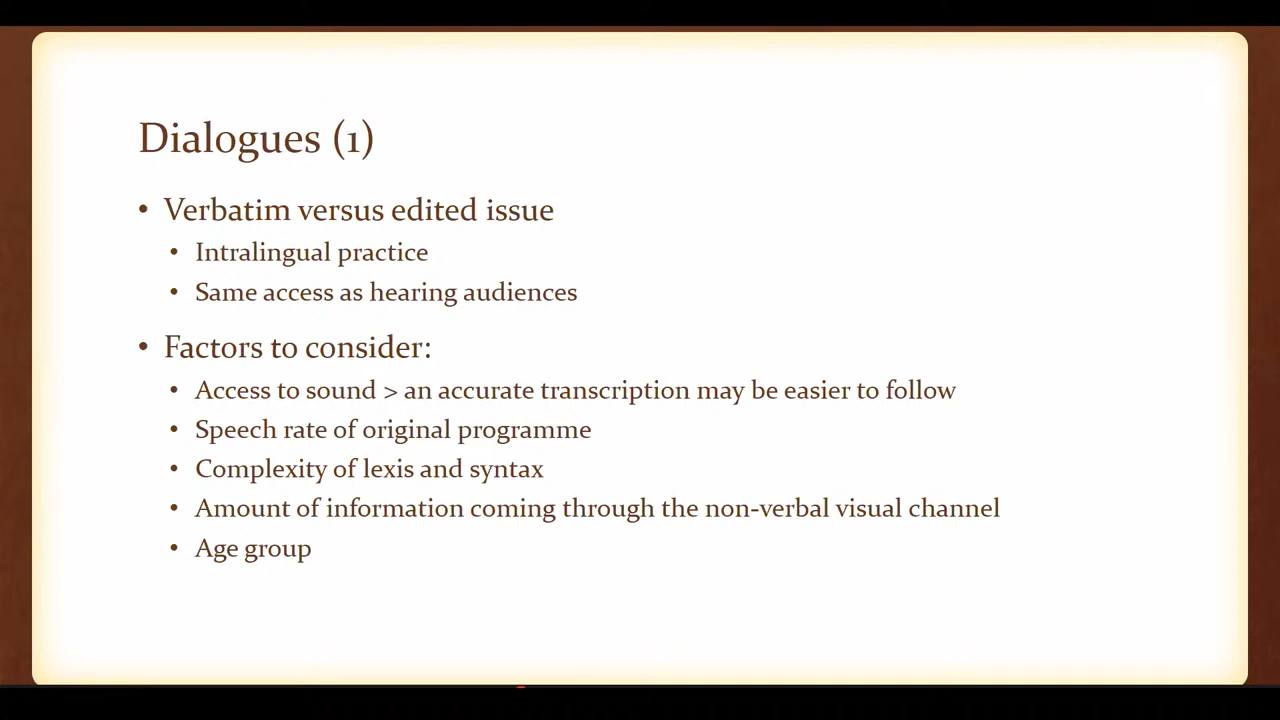 Dialogues (1)
• Verbatim versus edited issue
• Intralingual practice
• Same access as hearing audiences
• Factors to consider:
• Access to sound > an accurate transcription may be easier to follow
• Speech rate of original programme
• Complexity of lexis and syntax
• Amount of information coming through the non-verbal visual channel
• Age group